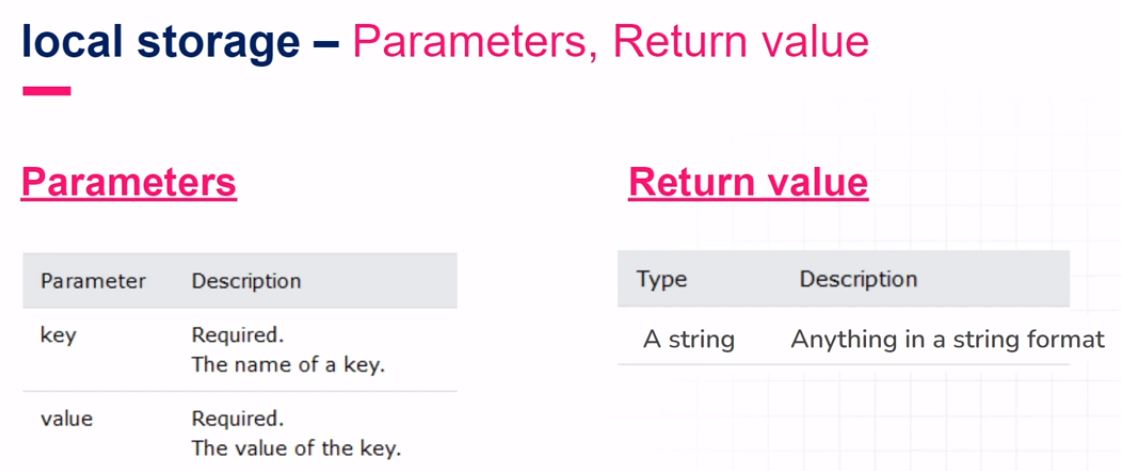 local storage – Parameters, Return value
Parameters
Parameter Description
key Required.
The name of a key.
value Required.
The value of the key.
Return value
Type Description
A string Anything in a string format